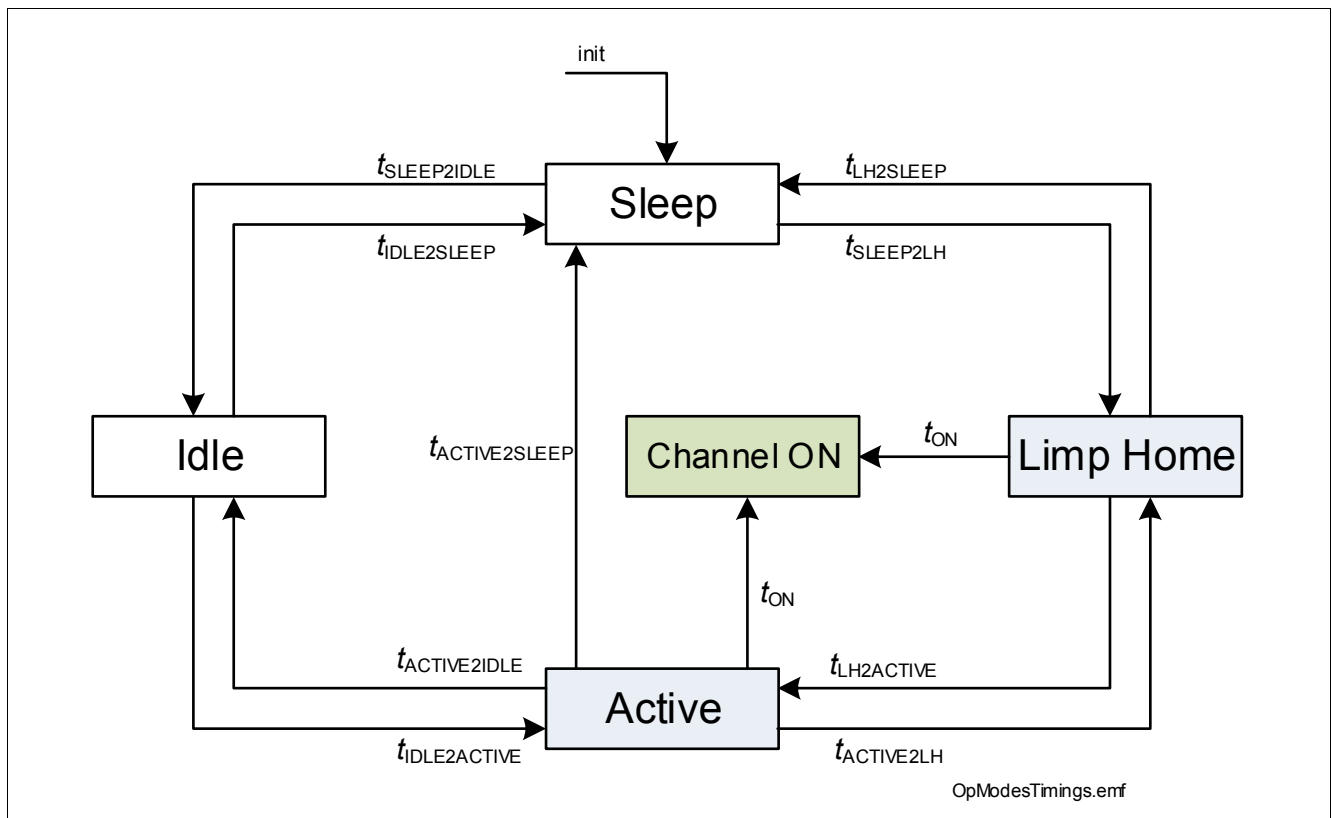 init
tSLEEP2IDLE
tLH2SLEEP
Sleep
tIDLE2SLEEP
tSLEEP2LH
Idle
tACTIVE2SLEEP
Channel ON
tON
Limp Home
tON
tACTIVE2IDLE
tLH2ACTIVE
Active
tIDLE2ACTIVE
tACTIVE2LH
OpModesTimings.emf